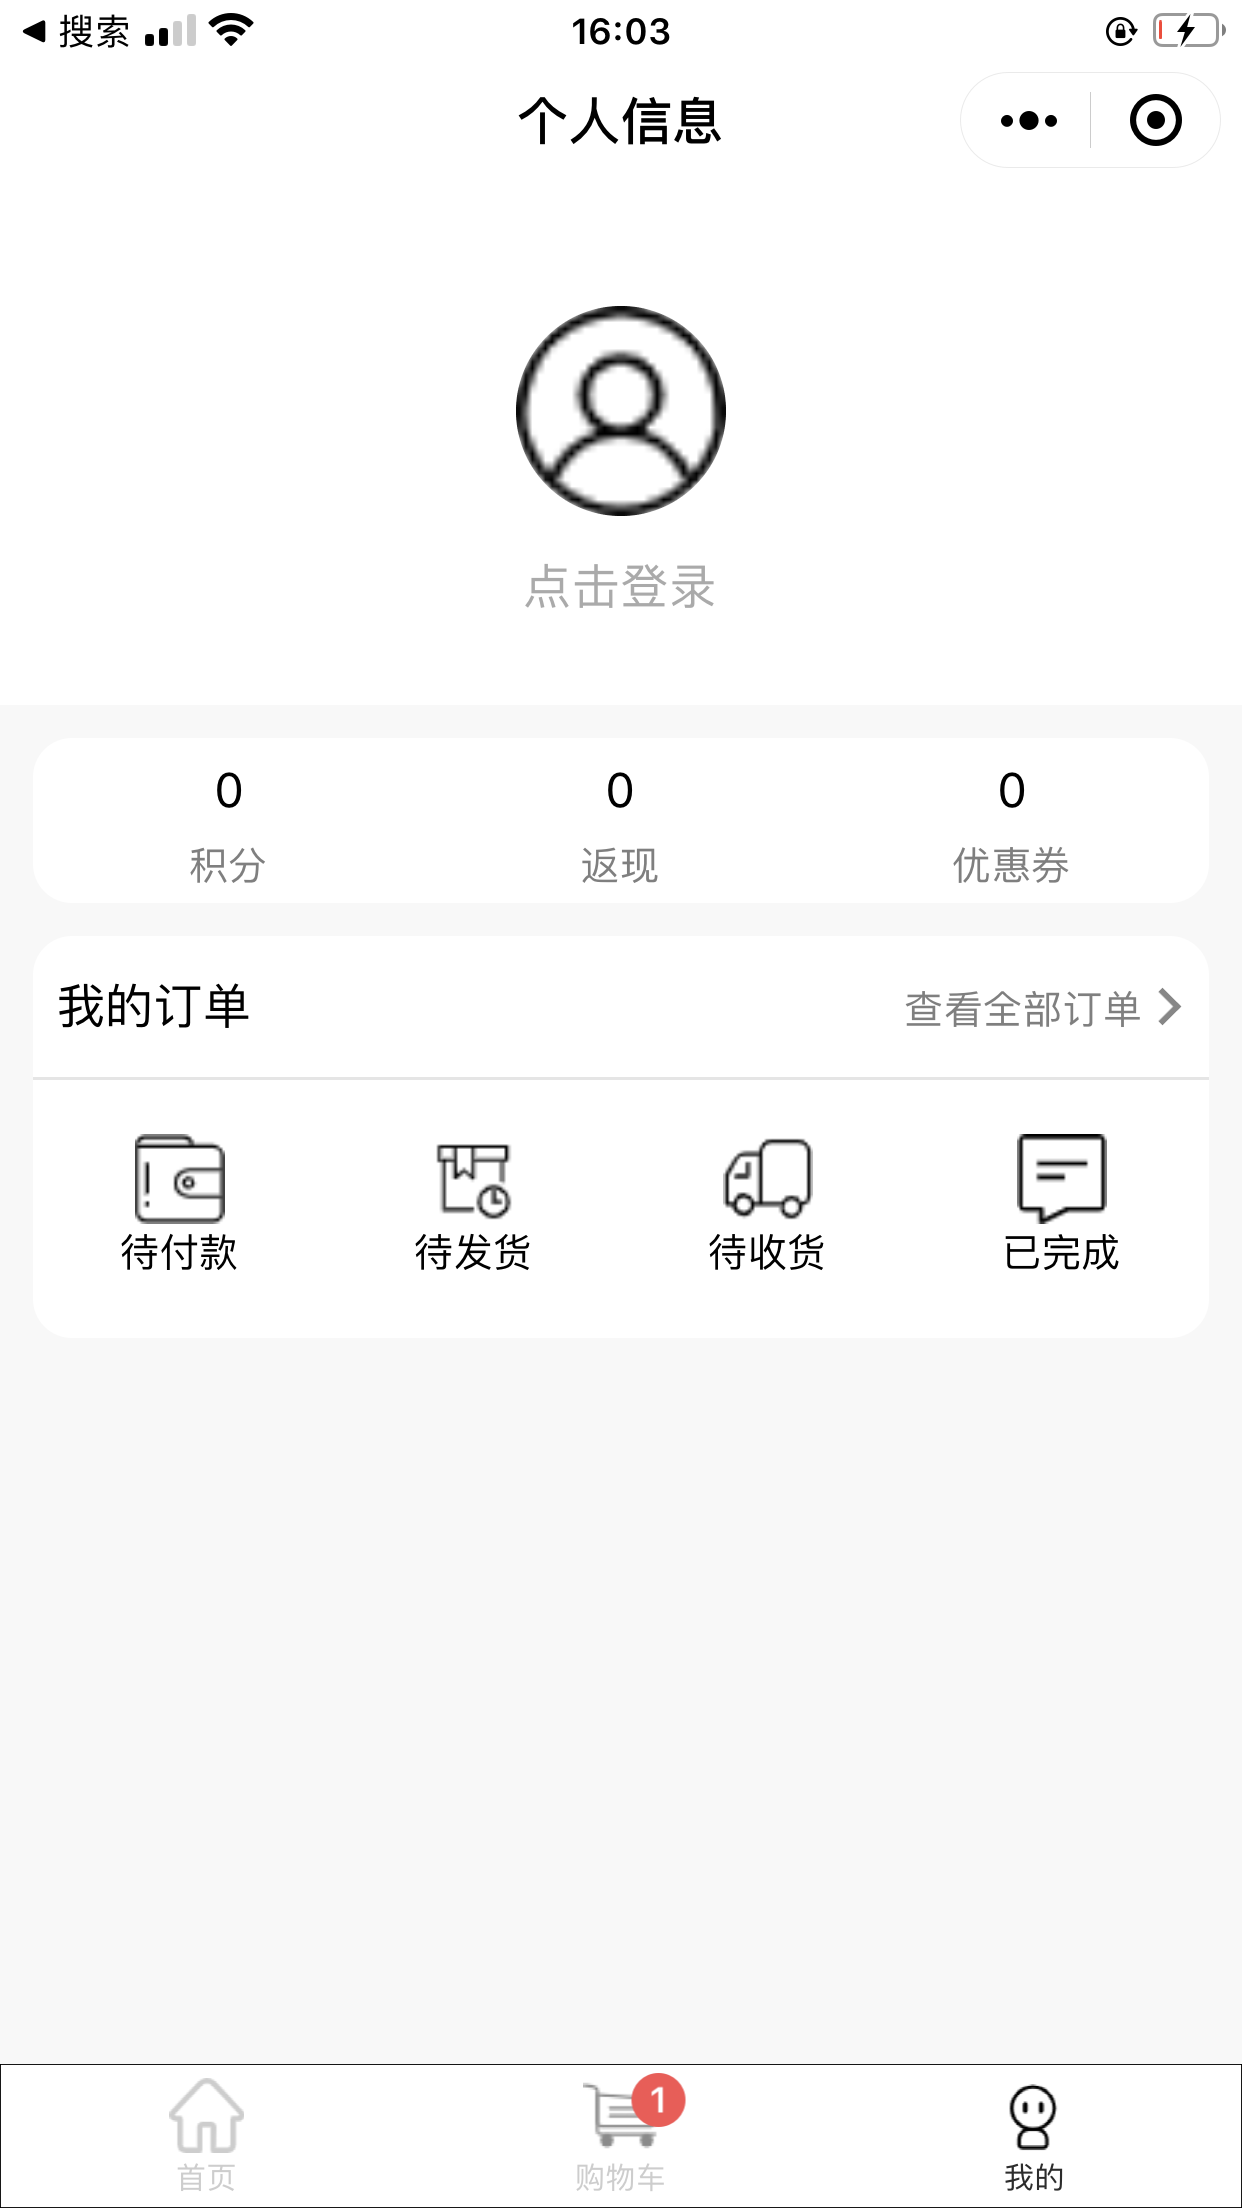 搜索 16:03
个人信息
点击登录
0 0 0
积分 返现 优惠券
我的订单 查看全部订单
待付款 待发货 待收货 已完成
1
首页 购物车 我的